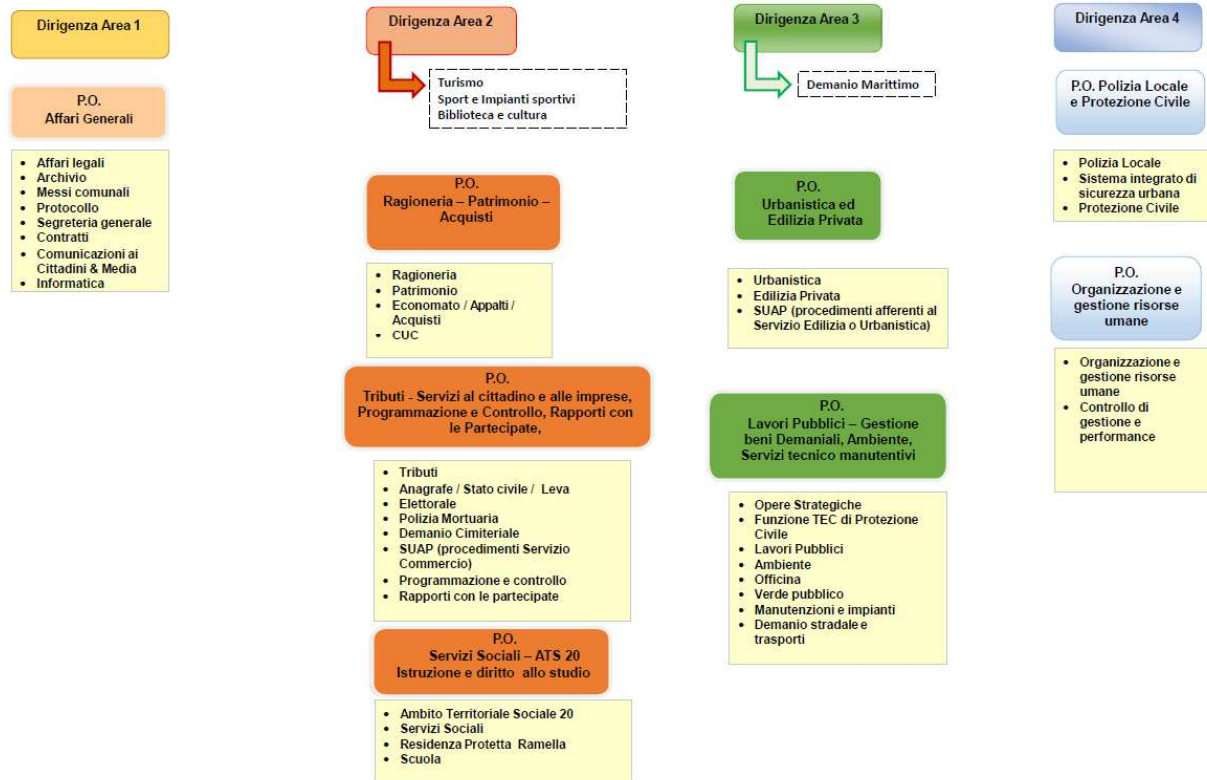 Dirigenza Area 1
P.O.
Affari Generali
• Affari legali
• Archivio
• Messi comunali
• Protocollo
• Segreteria generale
• Contratti
• Comunicazioni ai
Cittadini & Media
• Informatica
Dirigenza Area 2
Turismo
Sport e Impianti sportivi
Biblioteca e cultura
P.O.
Ragioneria – Patrimonio –
Acquisti
• Ragioneria
• Patrimonio
• Economato / Appalti /
Acquisti
• CUC
P.O.
Tributi - Servizi al cittadino e alle imprese,
Programmazione e Controllo, Rapporti con
le Partecipate,
• Tributi
• Anagrafe / Stato civile / Leva
• Elettorale
• Polizia Mortuaria
• Demanio Cimiteriale
• SUAP (procedimenti Servizio
Commercio)
• Programmazione e controllo
• Rapporti con le partecipate
P.O.
Servizi Sociali – ATS 20
Istruzione e diritto allo studio
• Ambito Territoriale Sociale 20
• Servizi Sociali
• Residenza Protetta Ramella
• Scuola
Dirigenza Area 3
Demanio Marittimo
P.O.
Urbanistica ed
Edilizia Privata
• Urbanistica
• Edilizia Privata
• SUAP (procedimenti afferenti al
Servizio Edilizia o Urbanistica)
P.O.
Lavori Pubblici – Gestione
beni Demaniali, Ambiente,
Servizi tecnico manutentivi
• Opere Strategiche
• Funzione TEC di Protezione
Civile
• Lavori Pubblici
• Ambiente
• Officina
• Verde pubblico
• Manutenzioni e impianti
• Demanio stradale e
trasporti
Dirigenza Area 4
P.O. Polizia Locale
e Protezione Civile
• Polizia Locale
• Sistema integrato di
sicurezza urbana
• Protezione Civile
P.O.
Organizzazione e
gestione risorse
umane
• Organizzazione e
gestione risorse
umane
• Controllo di
gestione e
performance